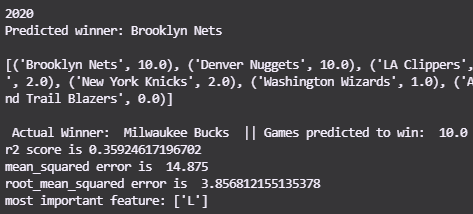 2020
Predicted winner: Brooklyn Nets
[('Brooklyn Nets', 10.0), ('Denver Nuggets', 10.0), ('LA Clippers',
', 2.0), ('New York Knicks', 2.0), ('Washington Wizards', 1.0), ('A
nd Trail Blazers', 0.0)]
Actual Winner:  Milwaukee Bucks  || Games predicted to win:  10.0
r2 score is 0.35924617196702
mean_squared error is  14.875
root_mean_squared error is  3.856812155135378
most important feature: ['L']